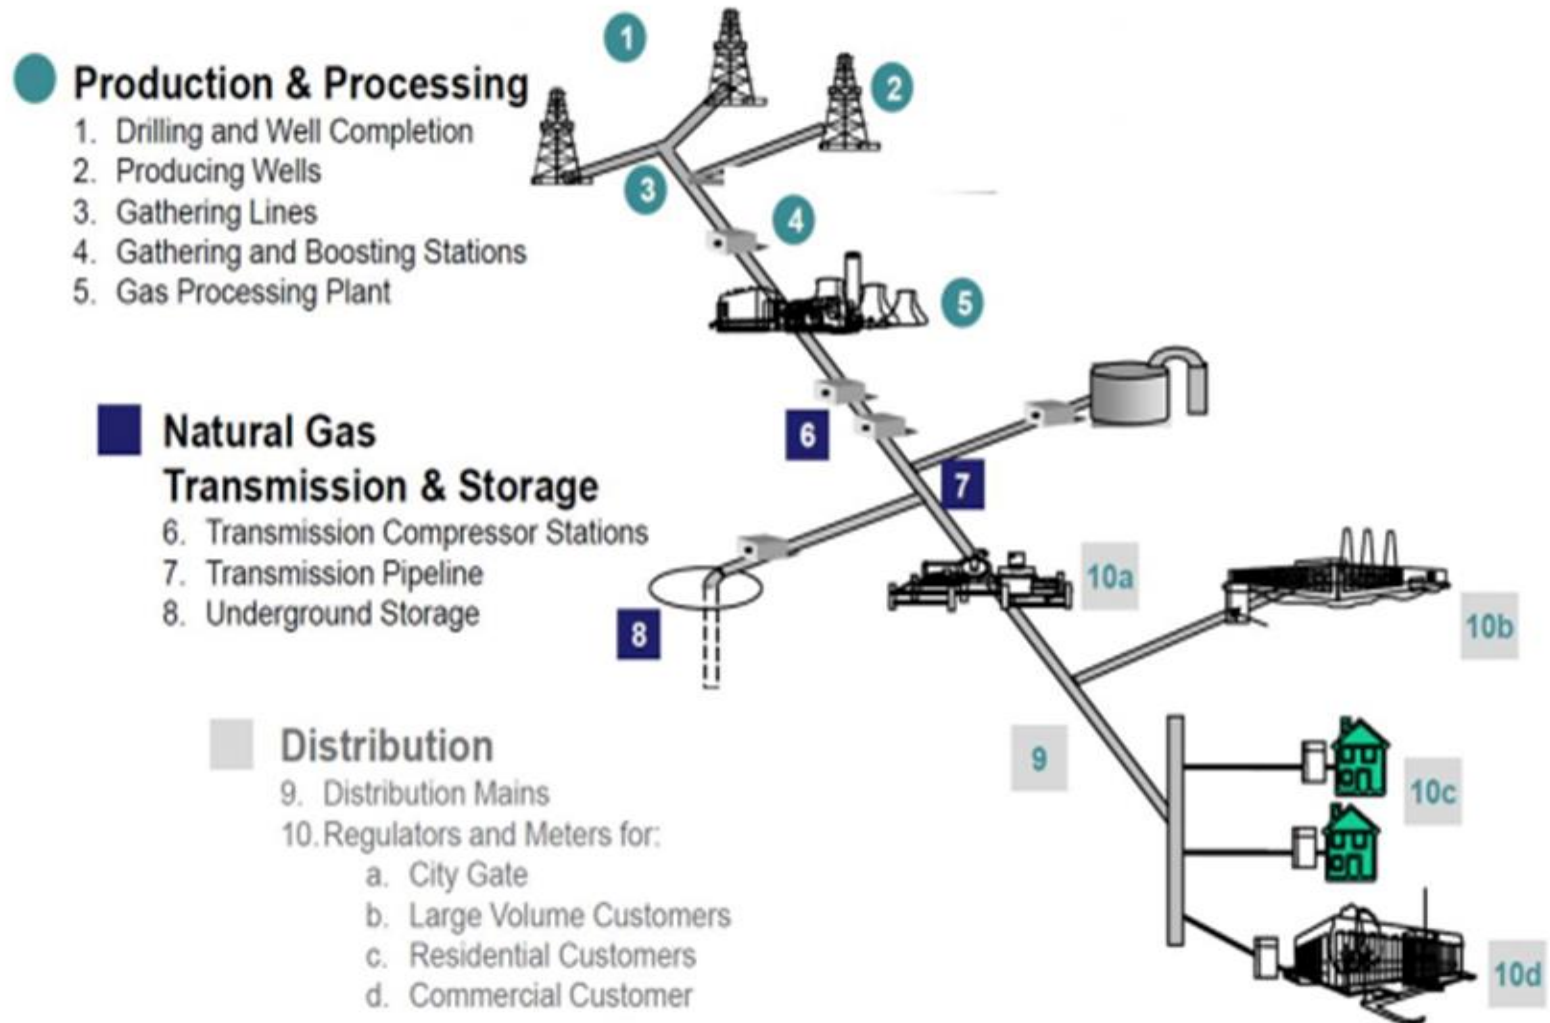 Production & Processing
1. Drilling and Well Completion
2. Producing Wells
3. Gathering Lines
4. Gathering and Boosting Stations
5. Gas Processing Plant
Natural Gas
Transmission & Storage
6. Transmission Compressor Stations
7. Transmission Pipeline
8. Underground Storage
Distribution
9. Distribution Mains
10. Regulators and Meters for:
a. City Gate
b. Large Volume Customers
c. Residential Customers
d. Commercial Customer
1
2
3
4
5
6
7
8
10a
10b
9
10c
10d